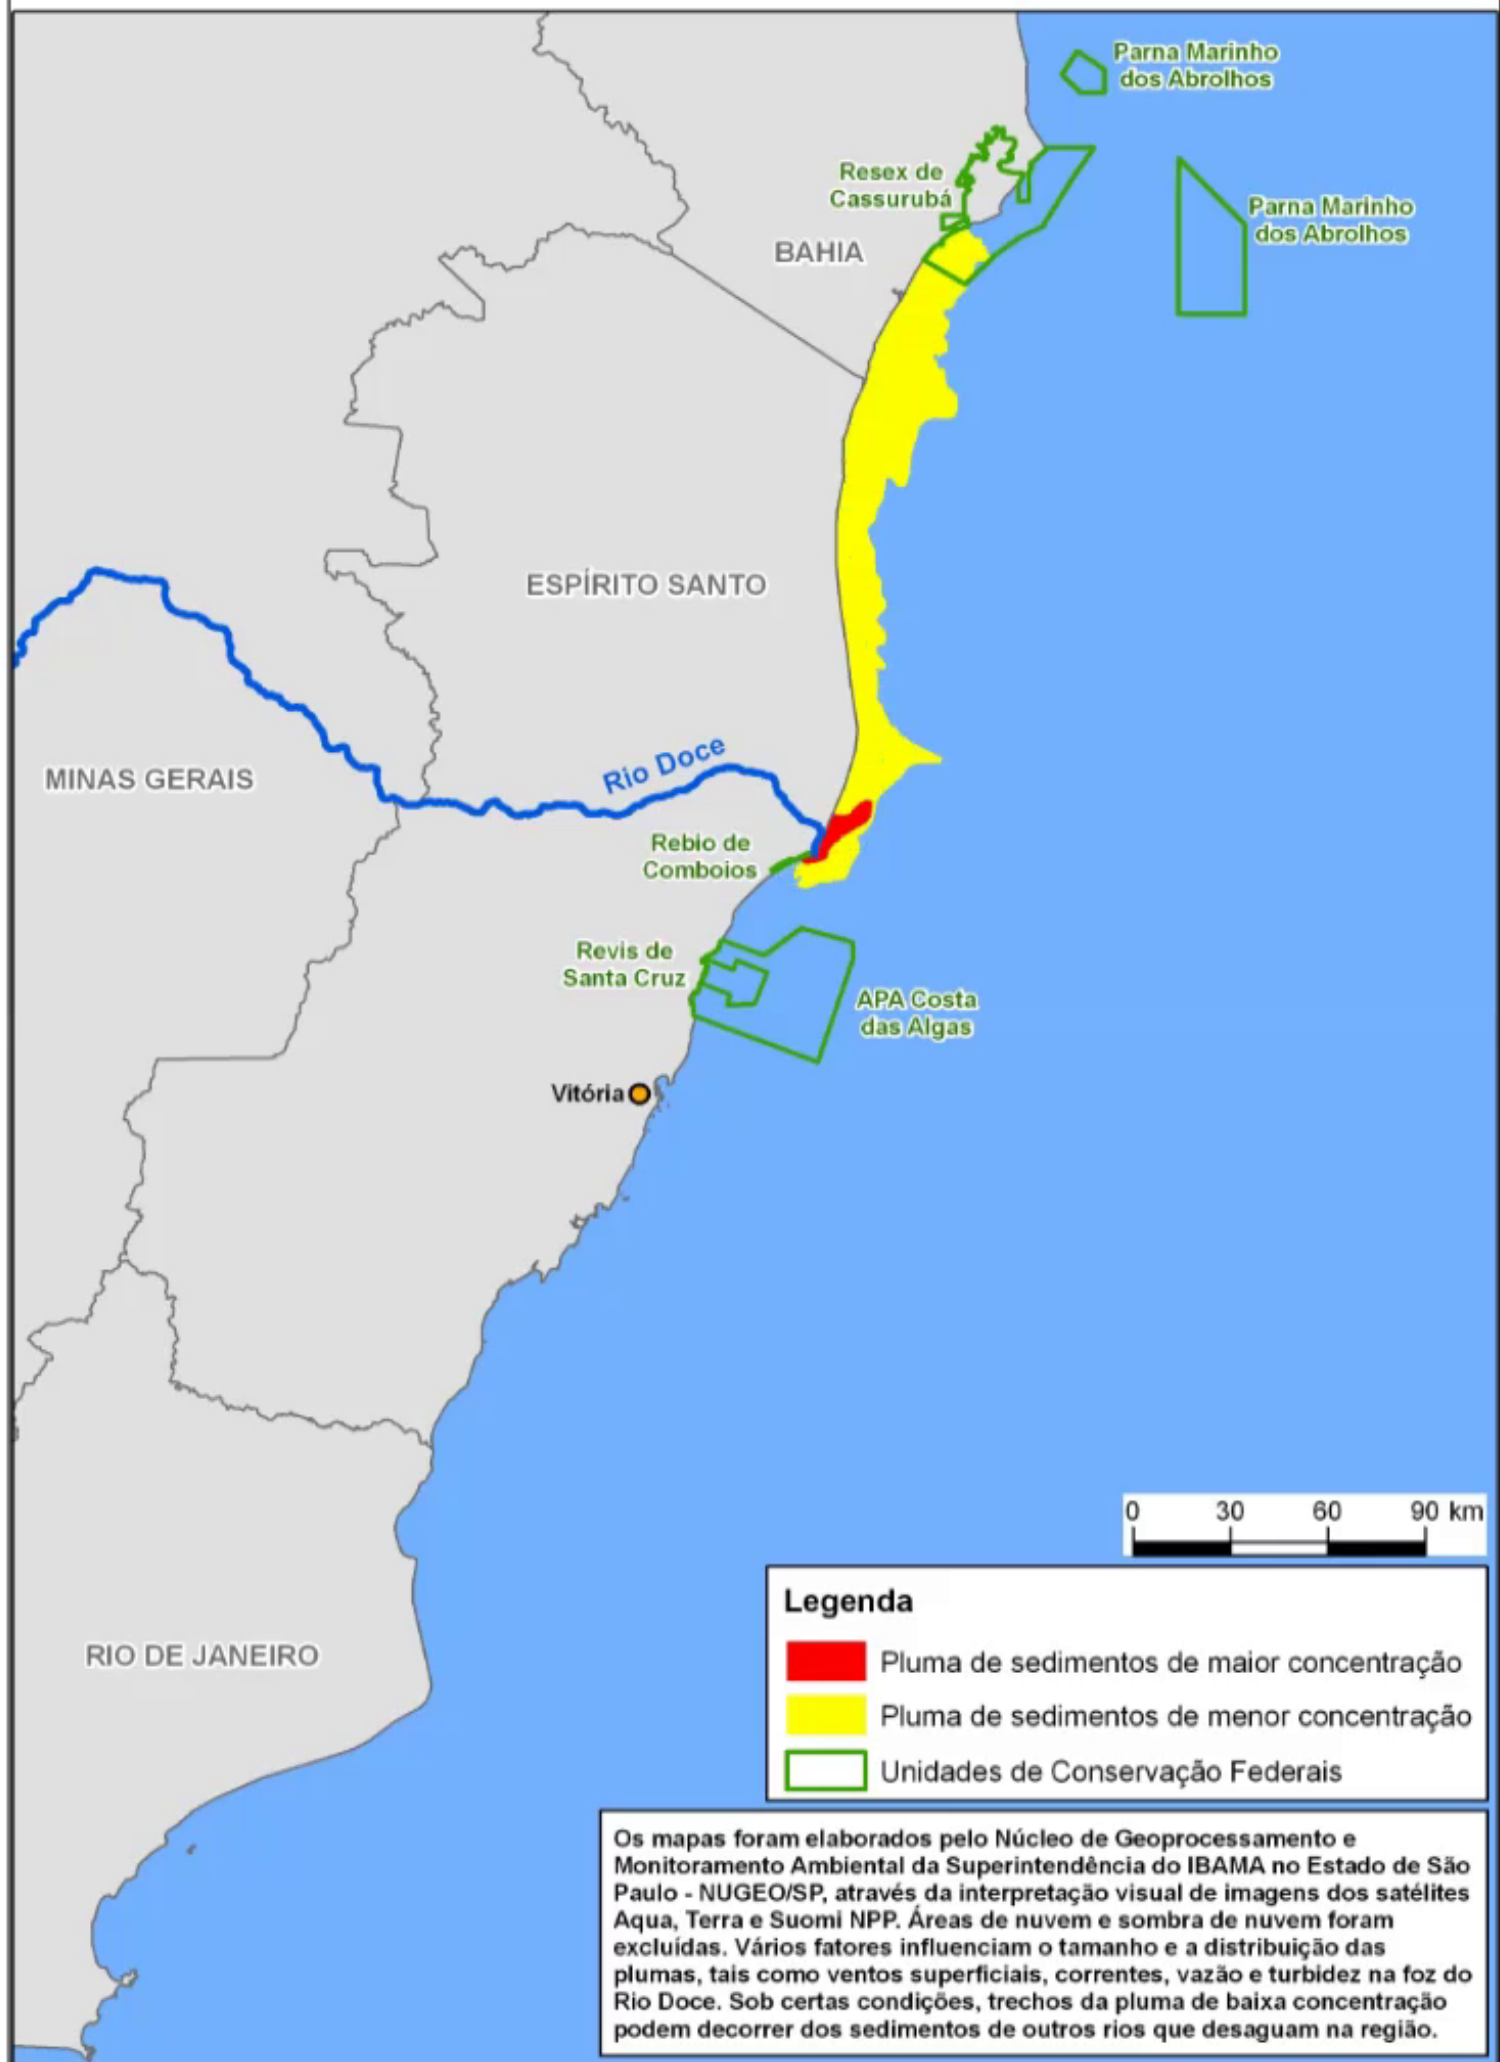 Parna Marinho
dos Abrolhos
Resex de
Cassurubá
Parna Marinho
dos Abrolhos
BAHIA
ESPÍRITO SANTO
Rio Doce
MINAS GERAIS
Rebio de
Comboios
Revis de
Santa Cruz
APA Costa
das Algas
Vitória
0 30 60 90 km
RIO DE JANEIRO
Legenda
Pluma de sedimentos de maior concentração
Pluma de sedimentos de menor concentração
Unidades de Conservação Federais
Os mapas foram elaborados pelo Núcleo de Geoprocessamento e
Monitoramento Ambiental da Superintendência do IBAMA no Estado de São
Paulo - NUGEO/SP, através da interpretação visual de imagens dos satélites
Aqua, Terra e Suomi NPP. Áreas de nuvem e sombra de nuvem foram
excluídas. Vários fatores influenciam o tamanho e a distribuição das
plumas, tais como ventos superficiais, correntes, vazão e turbidez na foz do
Rio Doce. Sob certas condições, trechos da pluma de baixa concentração
podem decorrer dos sedimentos de outros rios que desaguam na região.